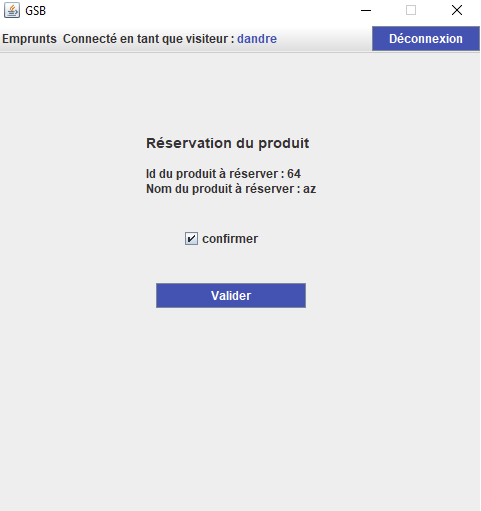 GSB
Emprunts Connecté en tant que visiteur : dandre
Déconnexion
Réservation du produit
Id du produit à réserver : 64
Nom du produit à réserver : az
confirmer
Valider